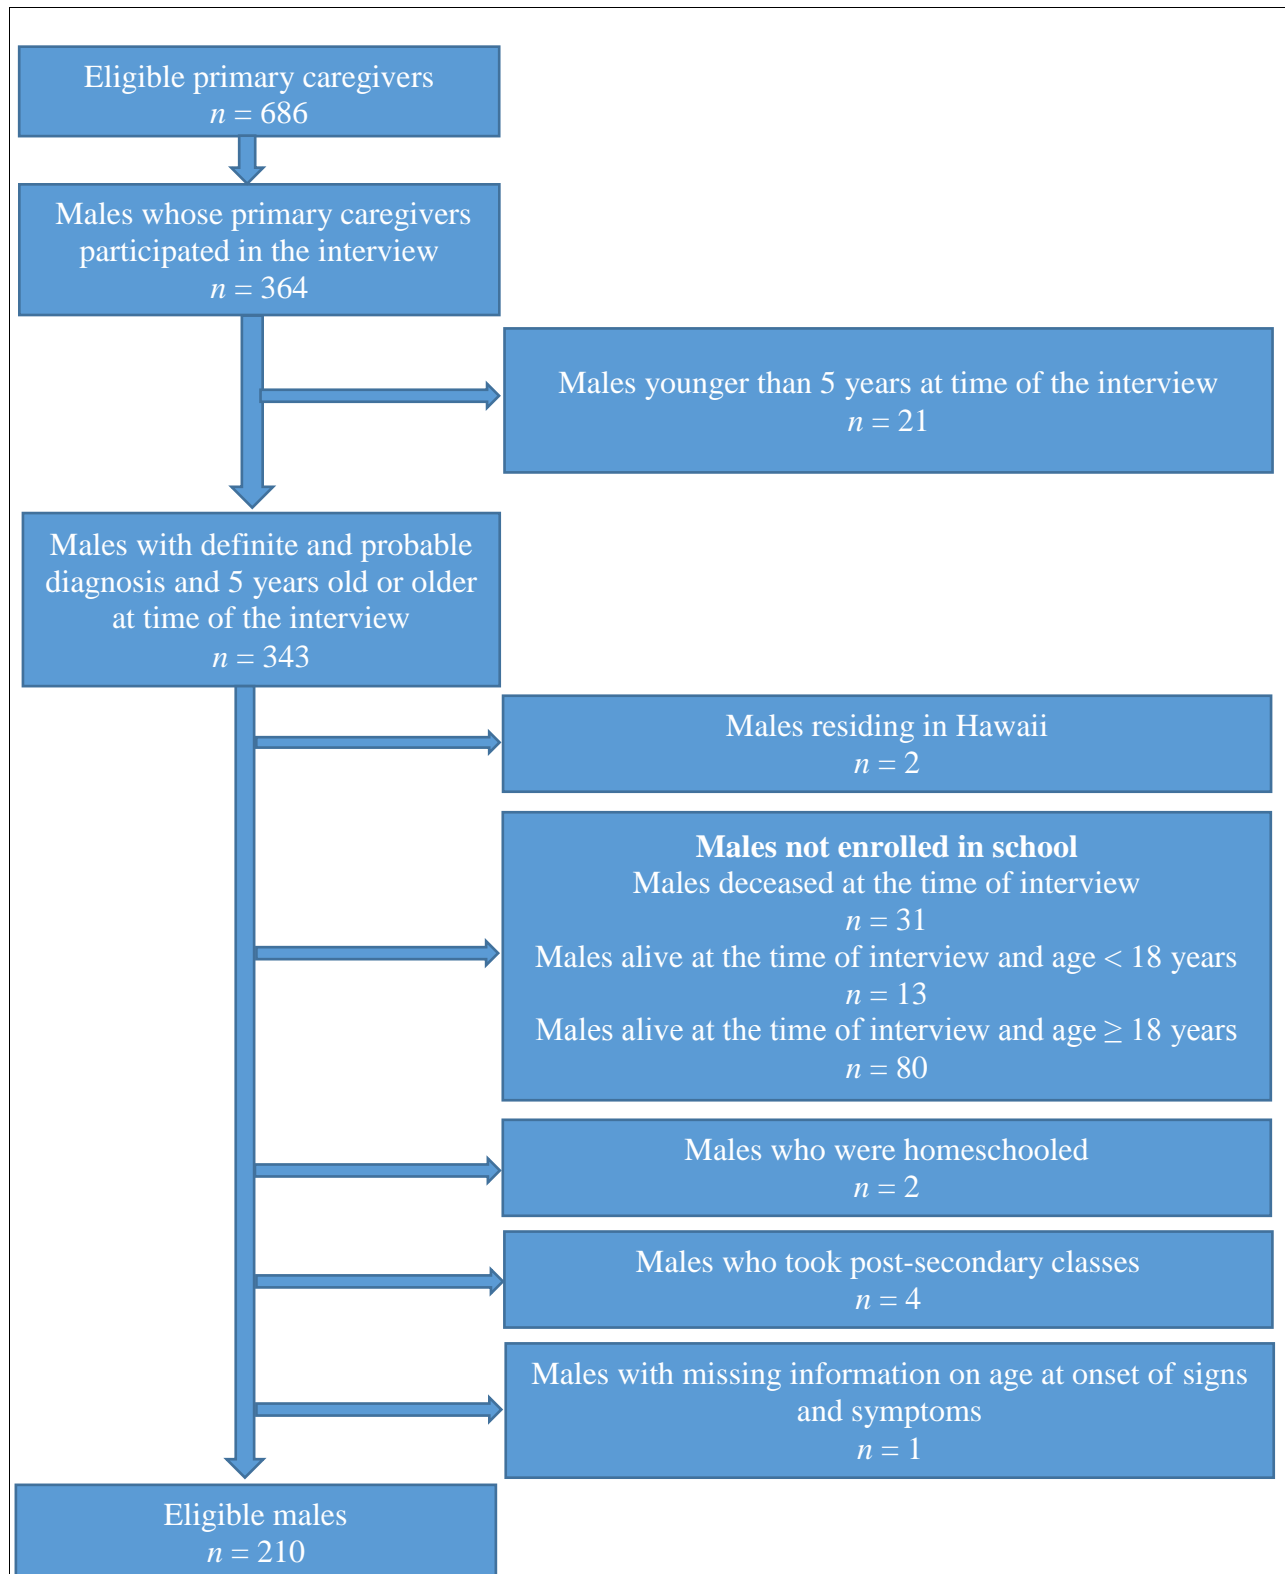 Eligible primary caregivers
n = 686
Males whose primary caregivers
participated in the interview
n = 364
Males younger than 5 years at time of the interview
n = 21
Males with definite and probable
diagnosis and 5 years old or older
at time of the interview
n = 343
Males residing in Hawaii
n = 2
Males not enrolled in school
Males deceased at the time of interview
n = 31
Males alive at the time of interview and age < 18 years
n = 13
Males alive at the time of interview and age ≥ 18 years
n = 80
Males who were homeschooled
n = 2
Males who took post-secondary classes
n = 4
Males with missing information on age at onset of signs
and symptoms
n = 1
Eligible males
n = 210